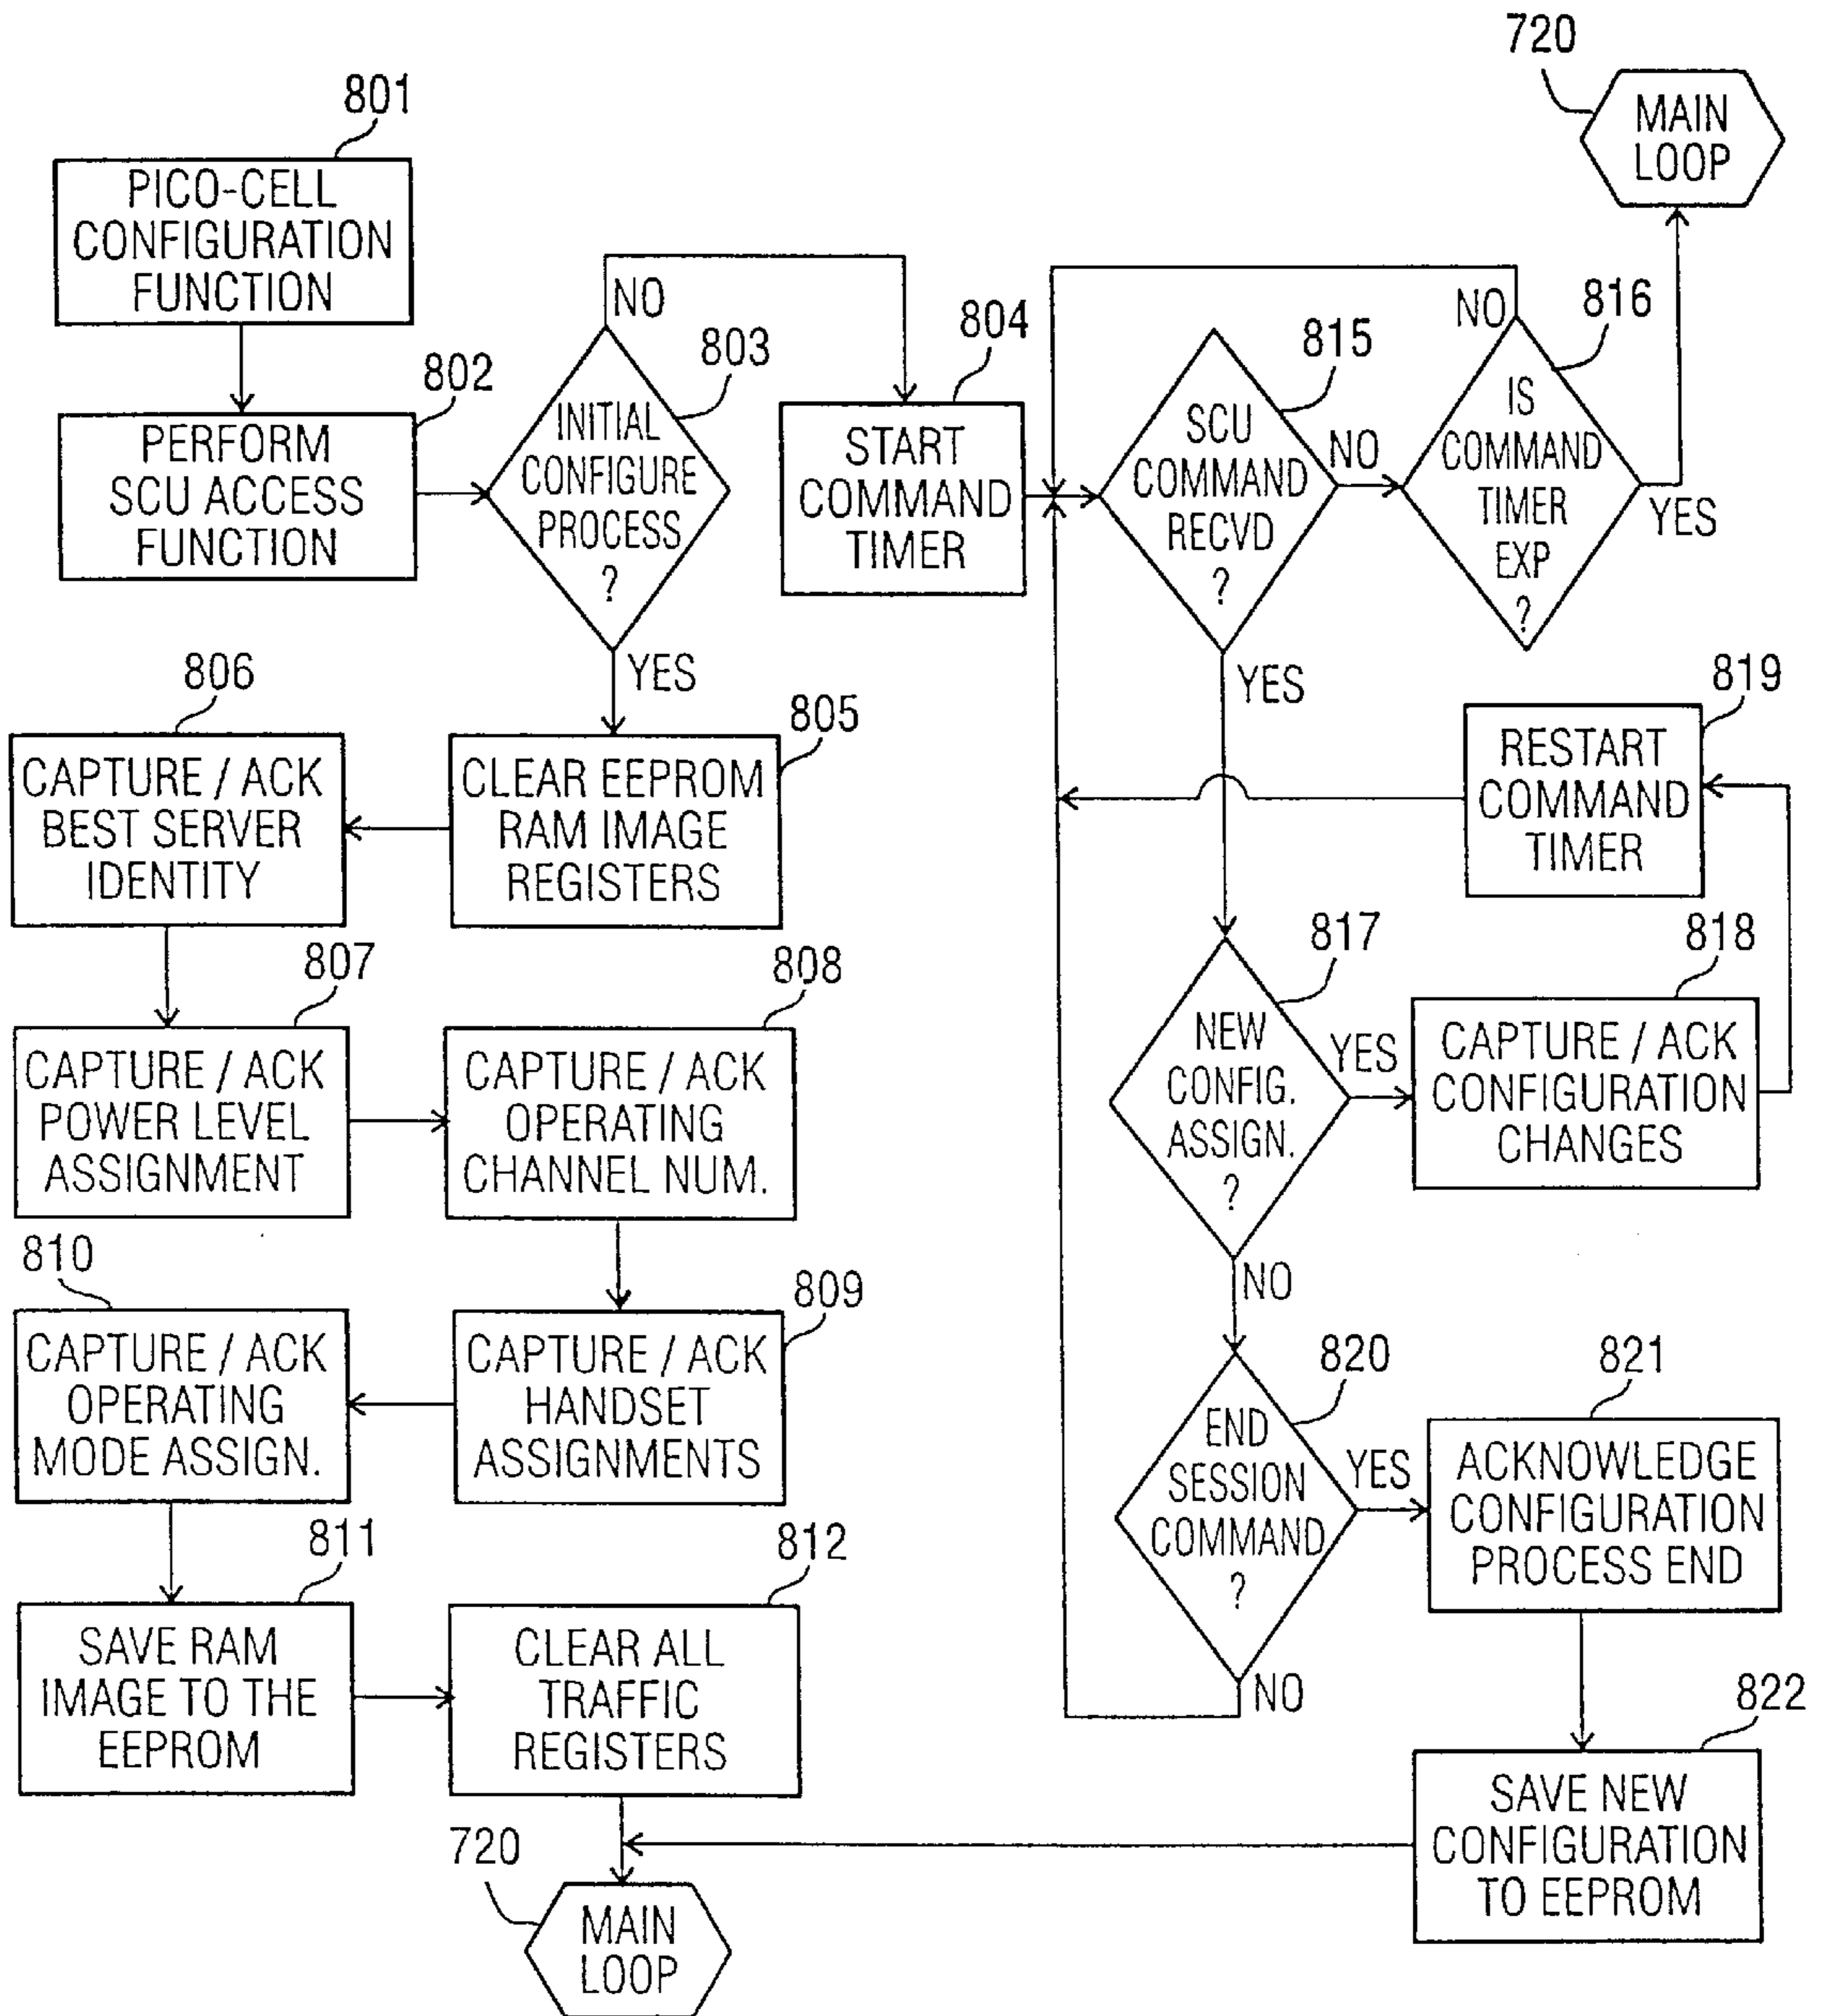 720
MAIN
LOOP
801
PICO-CELL
CONFIGURATION
FUNCTION
802
PERFORM
SCU ACCESS
FUNCTION
NO
803
INITIAL
CONFIGURE
PROCESS
?
YES
804
START
COMMAND
TIMER
815
SCU
COMMAND
RECVD
?
NO
YES
816
NO
IS
COMMAND
TIMER
EXP
?
YES
806
CAPTURE / ACK
BEST SERVER
IDENTITY
805
CLEAR EEPROM
RAM IMAGE
REGISTERS
819
RESTART
COMMAND
TIMER
807
CAPTURE / ACK
POWER LEVEL
ASSIGNMENT
808
CAPTURE / ACK
OPERATING
CHANNEL NUM.
817
NEW
CONFIG.
ASSIGN.
?
YES
NO
818
CAPTURE / ACK
CONFIGURATION
CHANGES
810
CAPTURE / ACK
OPERATING
MODE ASSIGN.
809
CAPTURE / ACK
HANDSET
ASSIGNMENTS
820
END
SESSION
COMMAND
?
YES
NO
821
ACKNOWLEDGE
CONFIGURATION
PROCESS END
811
SAVE RAM
IMAGE TO THE
EEPROM
812
CLEAR ALL
TRAFFIC
REGISTERS
822
SAVE NEW
CONFIGURATION
TO EEPROM
720
MAIN
LOOP